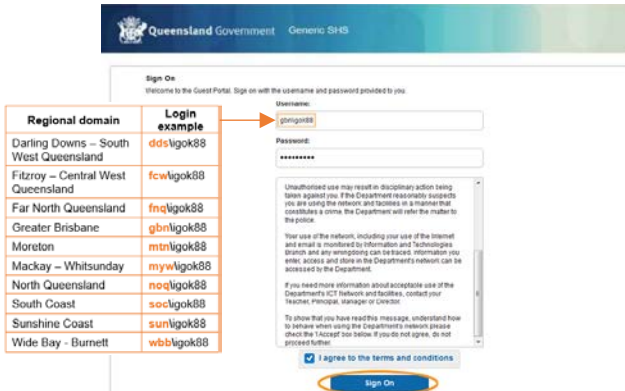 Queensland Government Generic SHS
Sign On
Welcome to the Guest Portal. Sign on with the username and password provided to you.
Username:
gbn\igok88
Password:
•••••••••
Regional domain Login example
Darling Downs – South West Queensland dds\igok88
Fitzroy – Central West Queensland fcw\igok88
Far North Queensland fnq\igok88
Greater Brisbane gbn\igok88
Moreton mtn\igok88
Mackay – Whitsunday myw\igok88
North Queensland noq\igok88
South Coast soc\igok88
Sunshine Coast sun\igok88
Wide Bay - Burnett wbb\igok88
Unauthorised use may result in disciplinary action being
taken against you. If the Department reasonably suspects
you are using the network and facilities in a manner that
constitutes a crime, the Department will refer the matter to
the police.
Your use of the network, including your use of the Internet
and email is monitored by Information and Technologies
Branch and any wrongdoing can be traced. Information you
enter, access and store in the Department's network can be
accessed by the Department.
If you need more information about acceptable use of the
Department's ICT Network and facilities, contact your
Teacher, Principal, Manager or Director.
To show that you have read this message, understand how
to behave when using the Department's network please
check the 'I Accept' box below. If you do not agree, do not
proceed further.
I agree to the terms and conditions
Sign On